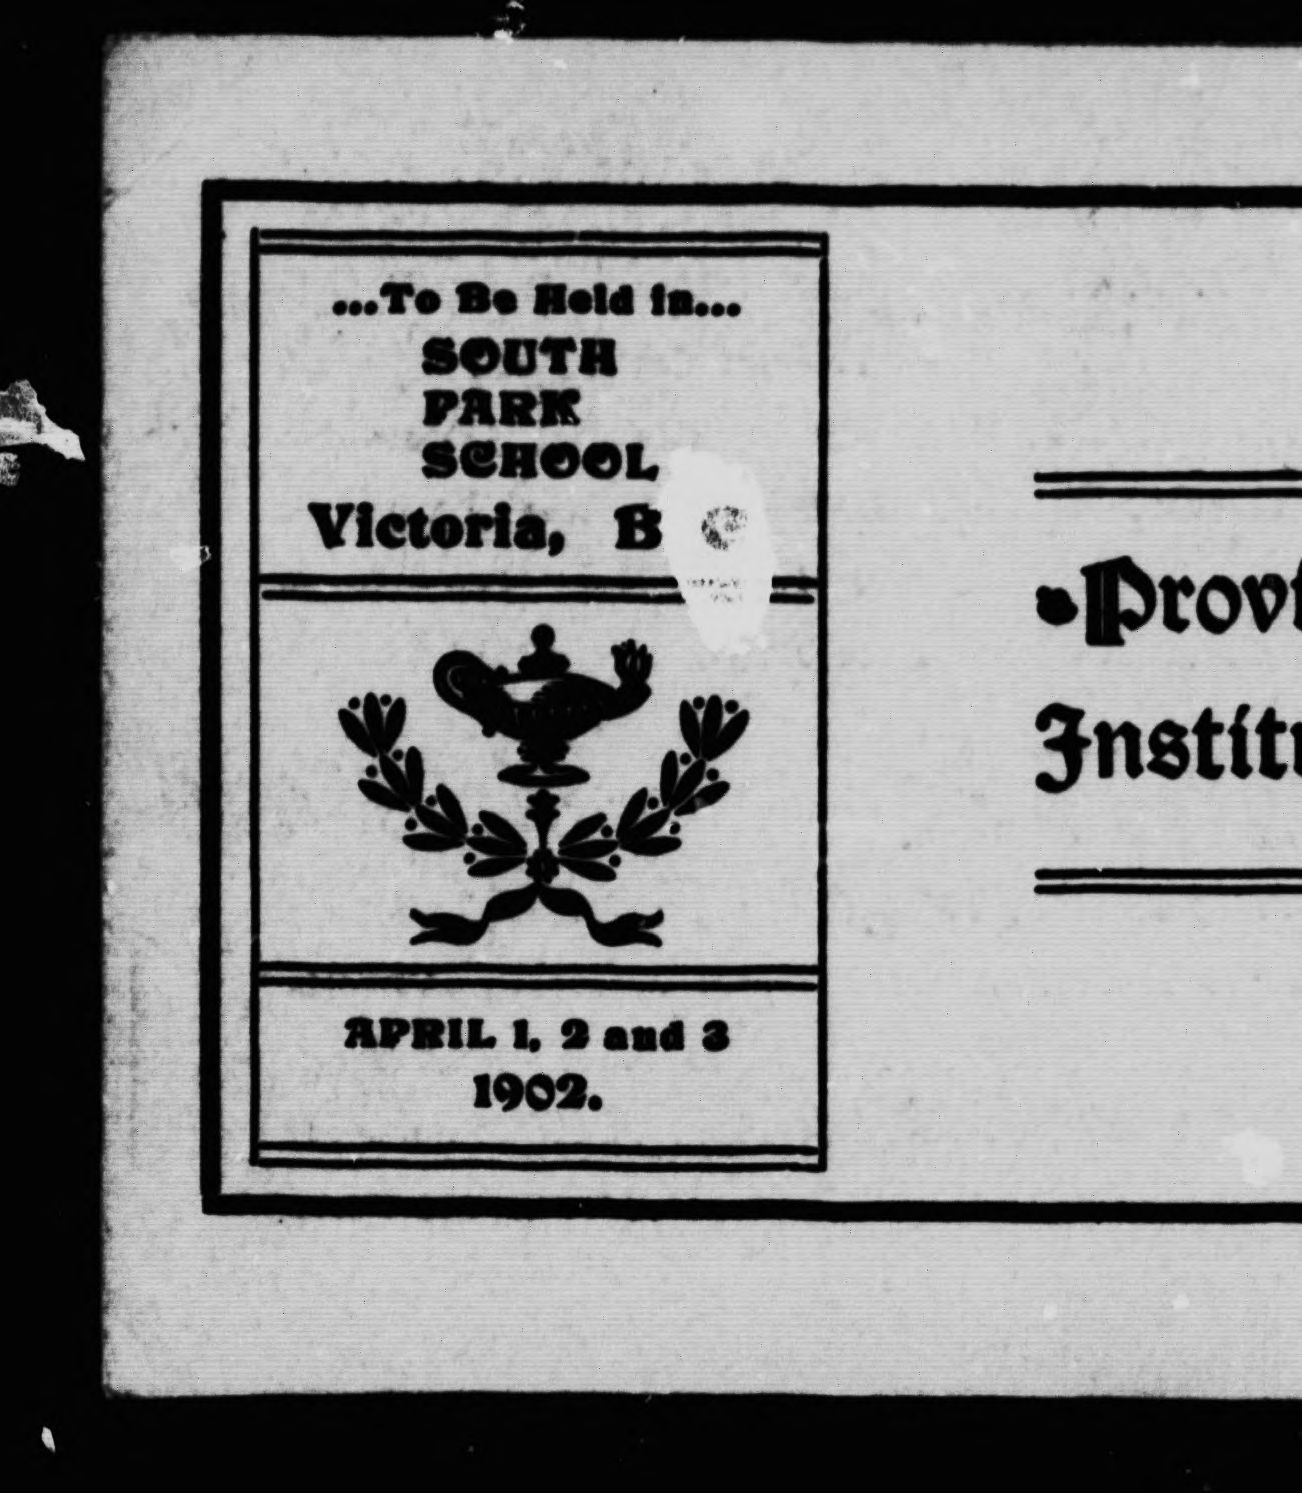 ...To Be Held in...
SOUTH
PARK
SCHOOL
Victoria, B
APRIL 1, 2 and 3
1902.